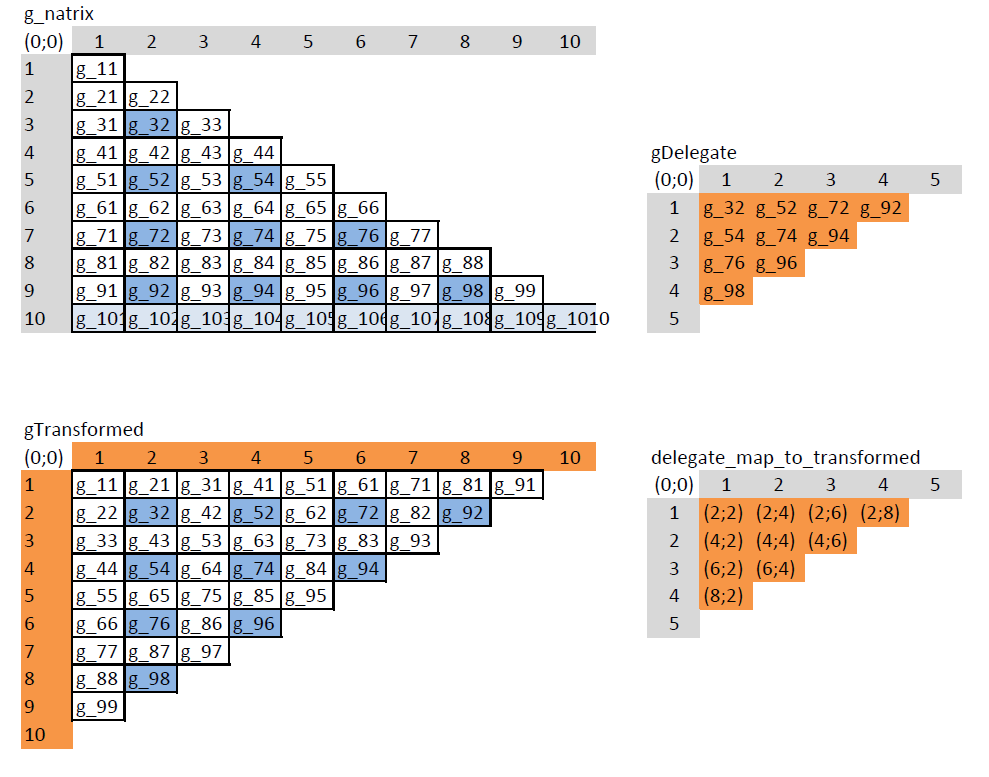 g_natrix
(0;0) 1 2 3 4 5 6 7 8 9 10
1 g_11
2 g_21 g_22
3 g_31 g_32 g_33
4 g_41 g_42 g_43 g_44
5 g_51 g_52 g_53 g_54 g_55
6 g_61 g_62 g_63 g_64 g_65 g_66
7 g_71 g_72 g_73 g_74 g_75 g_76 g_77
8 g_81 g_82 g_83 g_84 g_85 g_86 g_87 g_88
9 g_91 g_92 g_93 g_94 g_95 g_96 g_97 g_98 g_99
10 g_101 g_102 g_103 g_104 g_105 g_106 g_107 g_108 g_109 g_1010
gDelegate
(0;0) 1 2 3 4 5
1 g_32 g_52 g_72 g_92
2 g_54 g_74 g_94
3 g_76 g_96
4 g_98
5
gTransformed
(0;0) 1 2 3 4 5 6 7 8 9 10
1 g_11 g_21 g_31 g_41 g_51 g_61 g_71 g_81 g_91
2 g_22 g_32 g_42 g_52 g_62 g_72 g_82 g_92
3 g_33 g_43 g_53 g_63 g_73 g_83 g_93
4 g_44 g_54 g_64 g_74 g_84 g_94
5 g_55 g_65 g_75 g_85 g_95
6 g_66 g_76 g_86 g_96
7 g_77 g_87 g_97
8 g_88 g_98
9 g_99
10
delegate_map_to_transformed
(0;0) 1 2 3 4 5
1 (2;2) (2;4) (2;6) (2;8)
2 (4;2) (4;4) (4;6)
3 (6;2) (6;4)
4 (8;2)
5